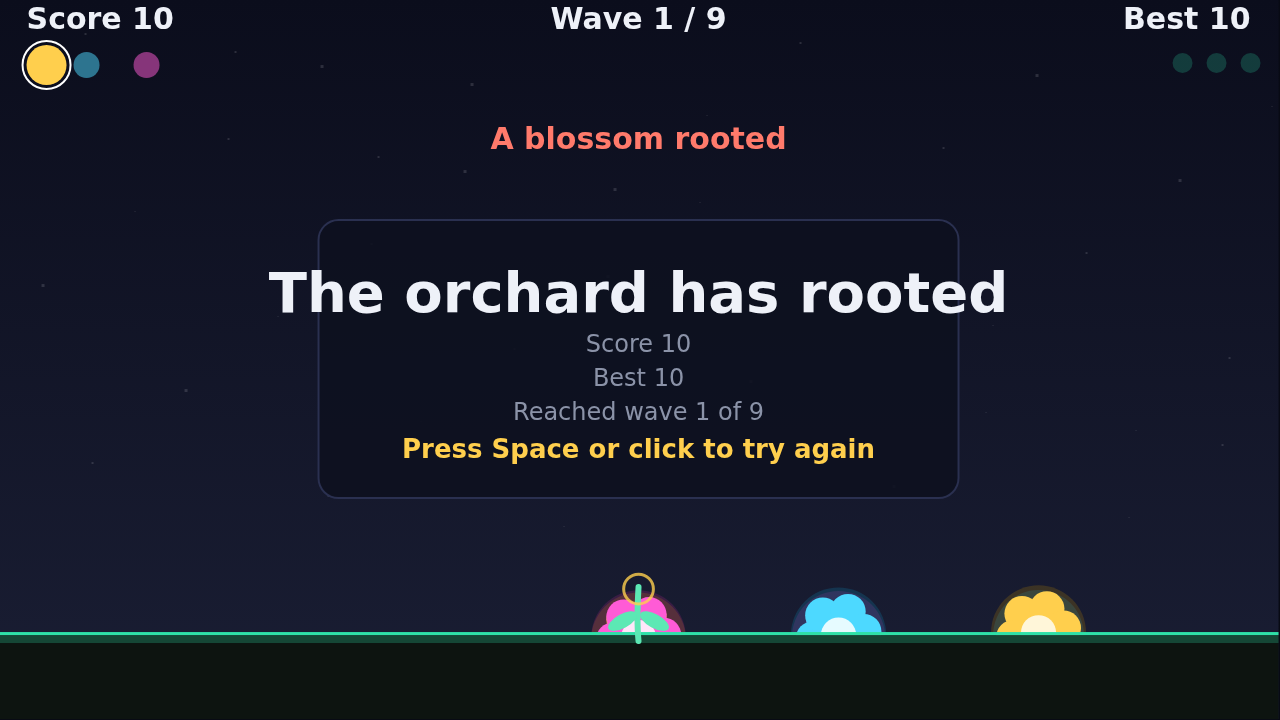 Score 10
Wave 1 / 9
Best 10
A blossom rooted
The orchard has rooted
Score 10
Best 10
Reached wave 1 of 9
Press Space or click to try again